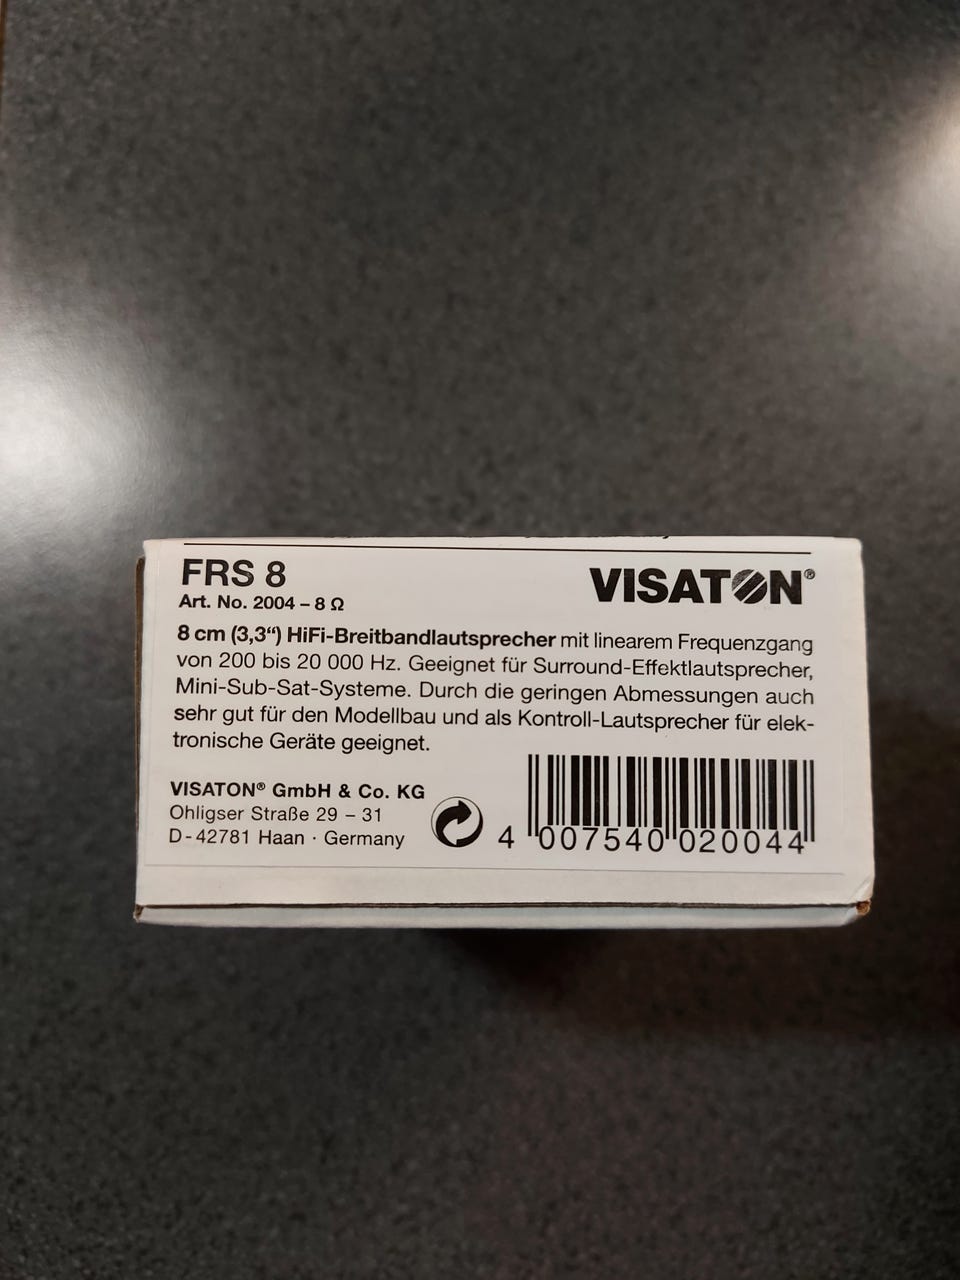 FRS 8
VISATON®
Art. No. 2004 – 8 Ω
8 cm (3,3“) HiFi-Breitbandlautsprecher mit linearem Frequenzgang
von 200 bis 20 000 Hz. Geeignet für Surround-Effektlautsprecher,
Mini-Sub-Sat-Systeme. Durch die geringen Abmessungen auch
sehr gut für den Modellbau und als Kontroll-Lautsprecher für elek-
tronische Geräte geeignet.
VISATON® GmbH & Co. KG
Ohligser Straße 29 – 31
D-42781 Haan · Germany
4 007540 020044